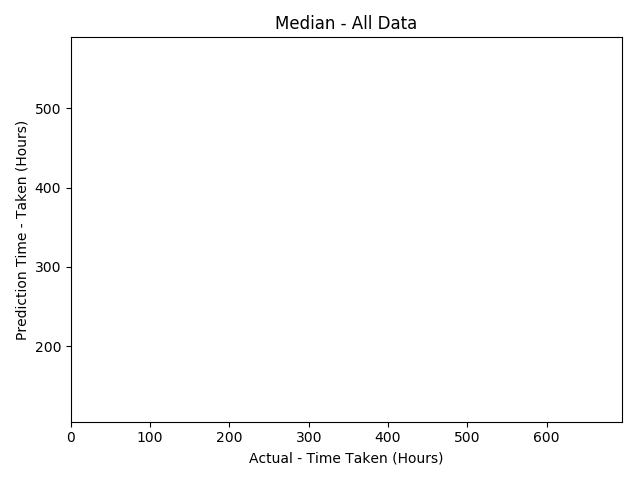 Median - All Data
Prediction Time - Taken (Hours)
500
400
300
200
0 100 200 300 400 500 600
Actual - Time Taken (Hours)